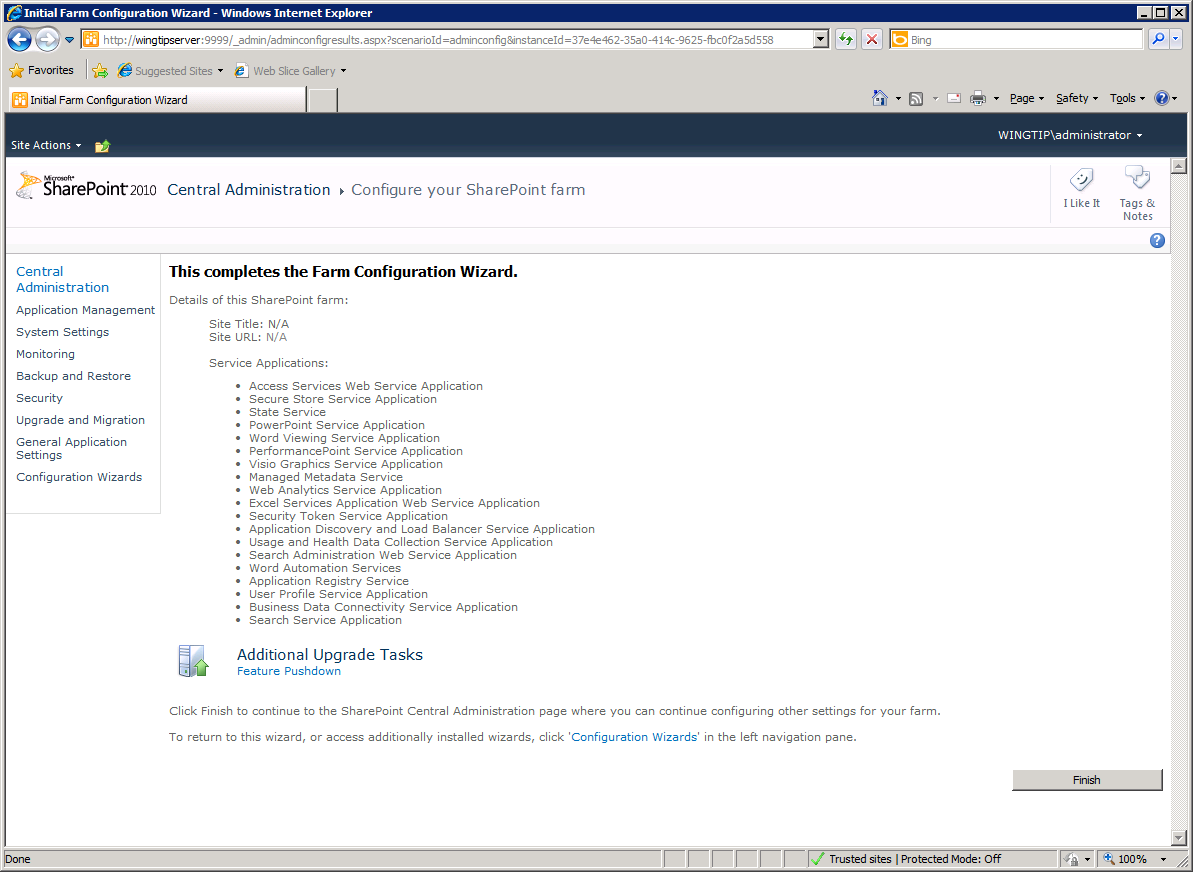 Initial Farm Configuration Wizard - Windows Internet Explorer
http://wingtipserver:9999/_admin/adminconfigresults.aspx?scenarioId=adminconfig&instanceId=37e4e462-35a0-414c-9625-fbc0f2a5d558
Bing
Favorites
Suggested Sites
Web Slice Gallery
Initial Farm Configuration Wizard
Page
Safety
Tools
Site Actions
WINGTIP\administrator
Microsoft
SharePoint 2010
Central Administration
Configure your SharePoint farm
I Like It
Tags &
Notes
Central
Administration
Application Management
System Settings
Monitoring
Backup and Restore
Security
Upgrade and Migration
General Application
Settings
Configuration Wizards
This completes the Farm Configuration Wizard.
Details of this SharePoint farm:
Site Title: N/A
Site URL: N/A
Service Applications:
• Access Services Web Service Application
• Secure Store Service Application
• State Service
• PowerPoint Service Application
• Word Viewing Service Application
• PerformancePoint Service Application
• Visio Graphics Service Application
• Managed Metadata Service
• Web Analytics Service Application
• Excel Services Application Web Service Application
• Security Token Service Application
• Application Discovery and Load Balancer Service Application
• Usage and Health Data Collection Service Application
• Search Administration Web Service Application
• Word Automation Services
• Application Registry Service
• User Profile Service Application
• Business Data Connectivity Service Application
• Search Service Application
Additional Upgrade Tasks
Feature Pushdown
Click Finish to continue to the SharePoint Central Administration page where you can continue configuring other settings for your farm.
To return to this wizard, or access additionally installed wizards, click 'Configuration Wizards' in the left navigation pane.
Finish
Done
Trusted sites | Protected Mode: Off
100%